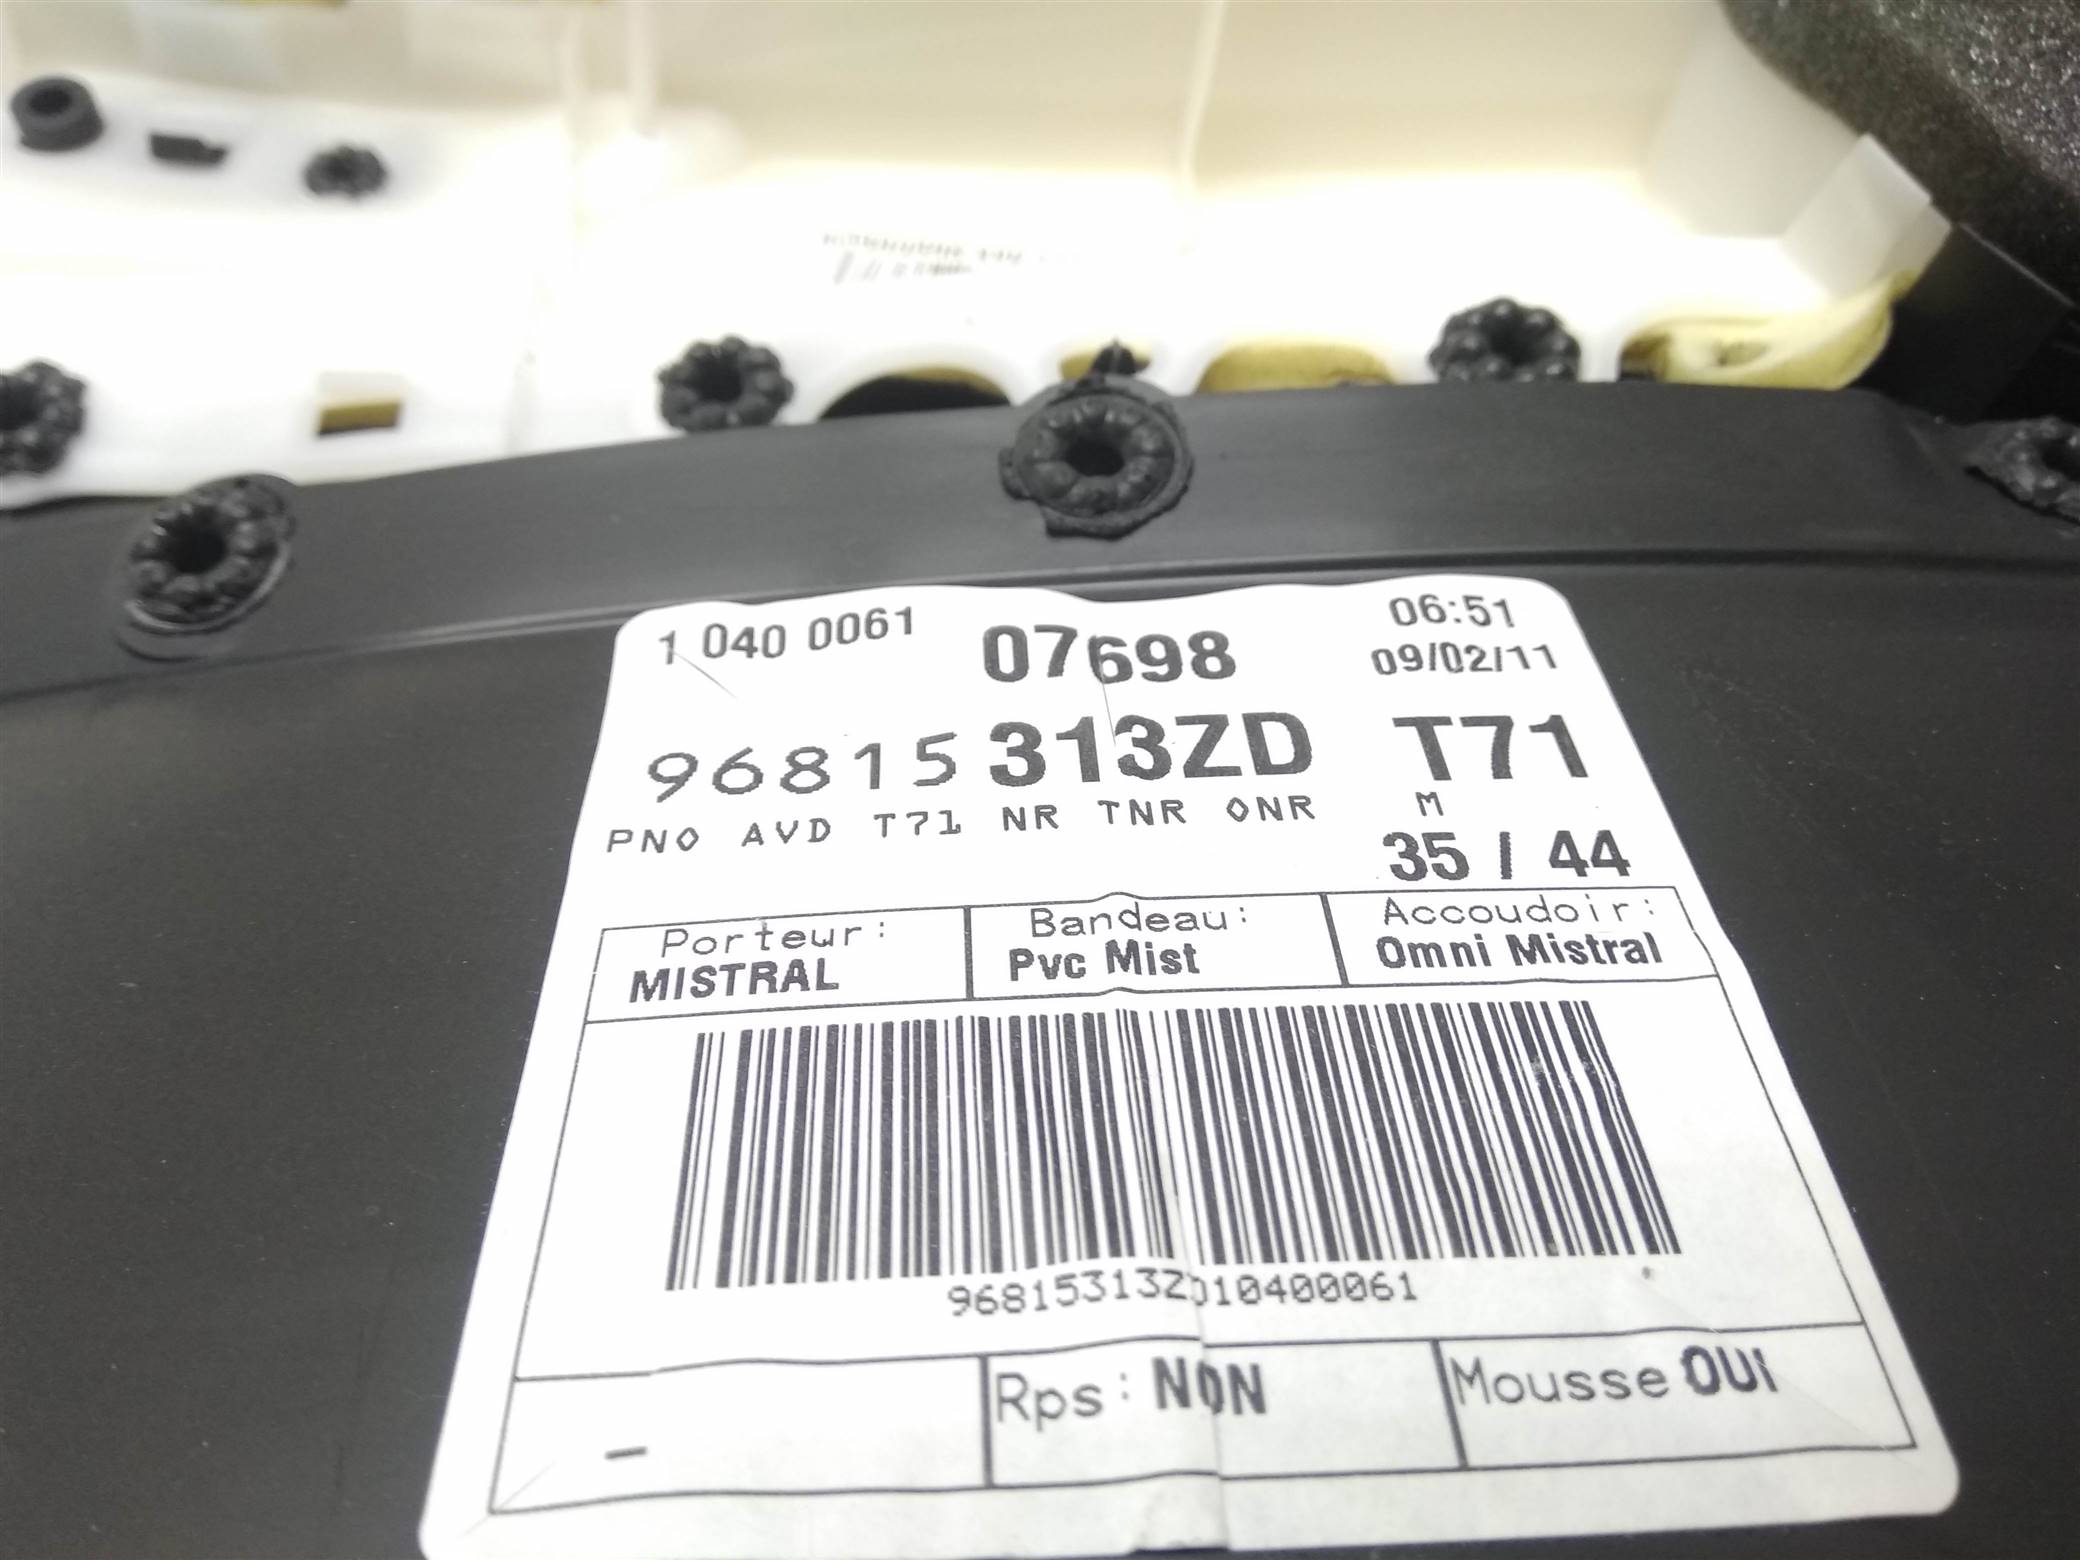 1 040 0061 07698 06:51
09/02/11
96815 313ZD T71
PNO AVD T71 NR TNR ONR M
35 / 44
Porteur: Bandeau: Accoudoir:
MISTRAL Pvc Mist Omni Mistral
96815313ZD10400061
– Rps: NON Mousse OUI